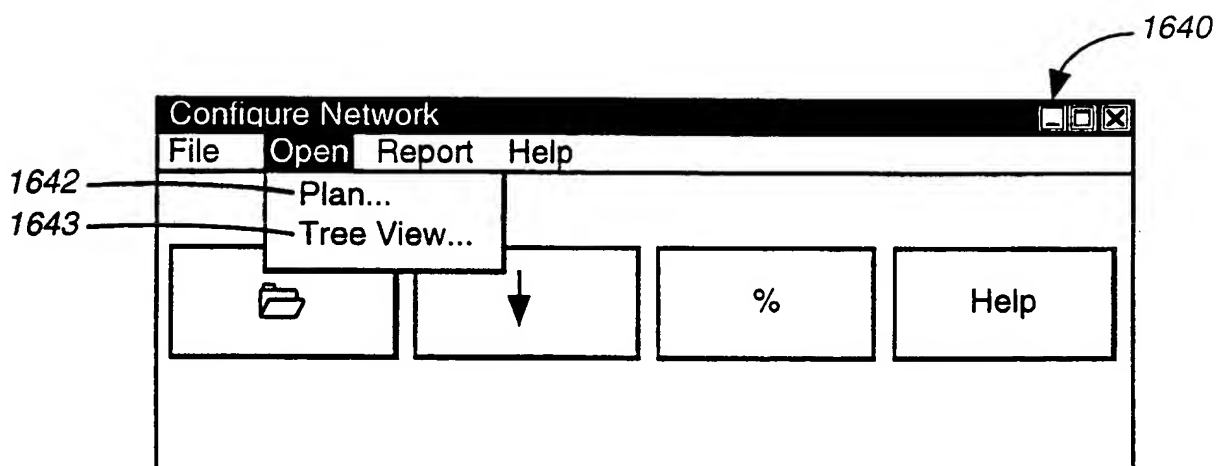 1640
Configure Network
File Open Report Help
1642
Plan...
1643
Tree View...
%
Help